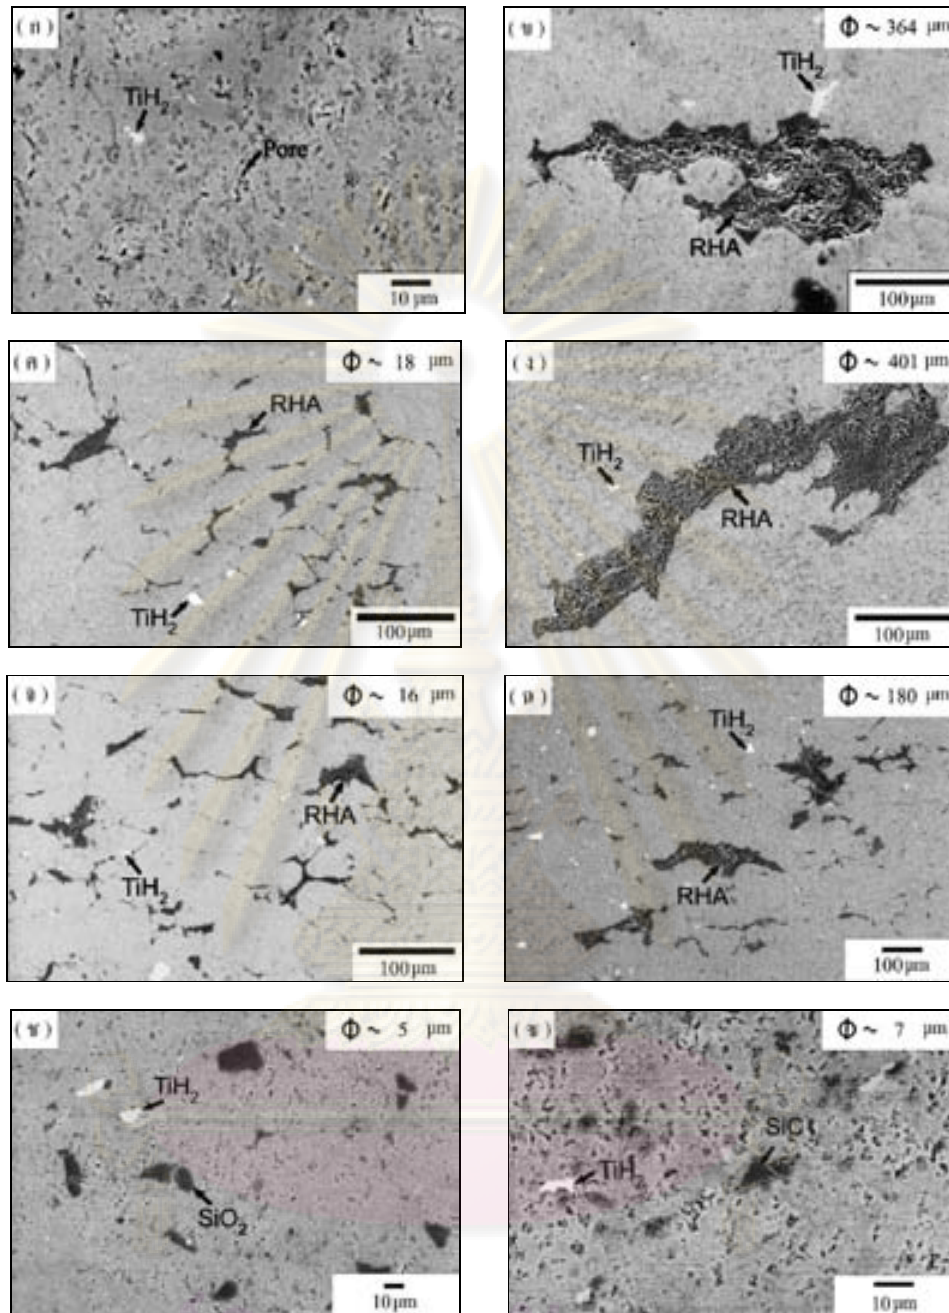 ( ก )
TiH₂
Pore
10 μm
( ข )
Φ ~ 364 μm
TiH₂
RHA
100μm
( ค )
Φ ~ 18 μm
RHA
TiH₂
100μm
( ง )
Φ ~ 401 μm
TiH₂
RHA
100μm
( จ )
Φ ~ 16 μm
RHA
TiH₂
100μm
( ฉ )
Φ ~ 180 μm
TiH₂
RHA
100μm
( ช )
Φ ~ 5 μm
TiH₂
SiO₂
10μm
( ซ )
Φ ~ 7 μm
SiC
TiH
10μm